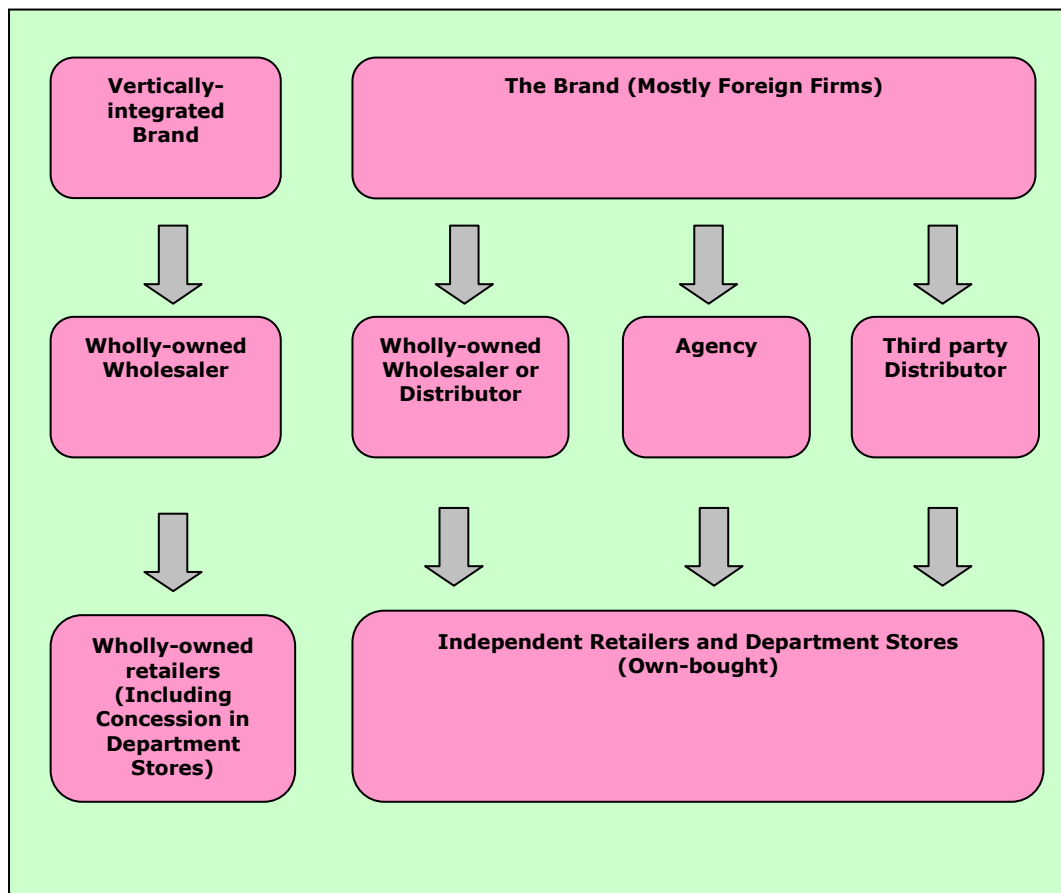 Vertically-
integrated
Brand
The Brand (Mostly Foreign Firms)
Wholly-owned
Wholesaler
Wholly-owned
Wholesaler or
Distributor
Agency
Third party
Distributor
Wholly-owned
retailers
(Including
Concession in
Department
Stores)
Independent Retailers and Department Stores
(Own-bought)